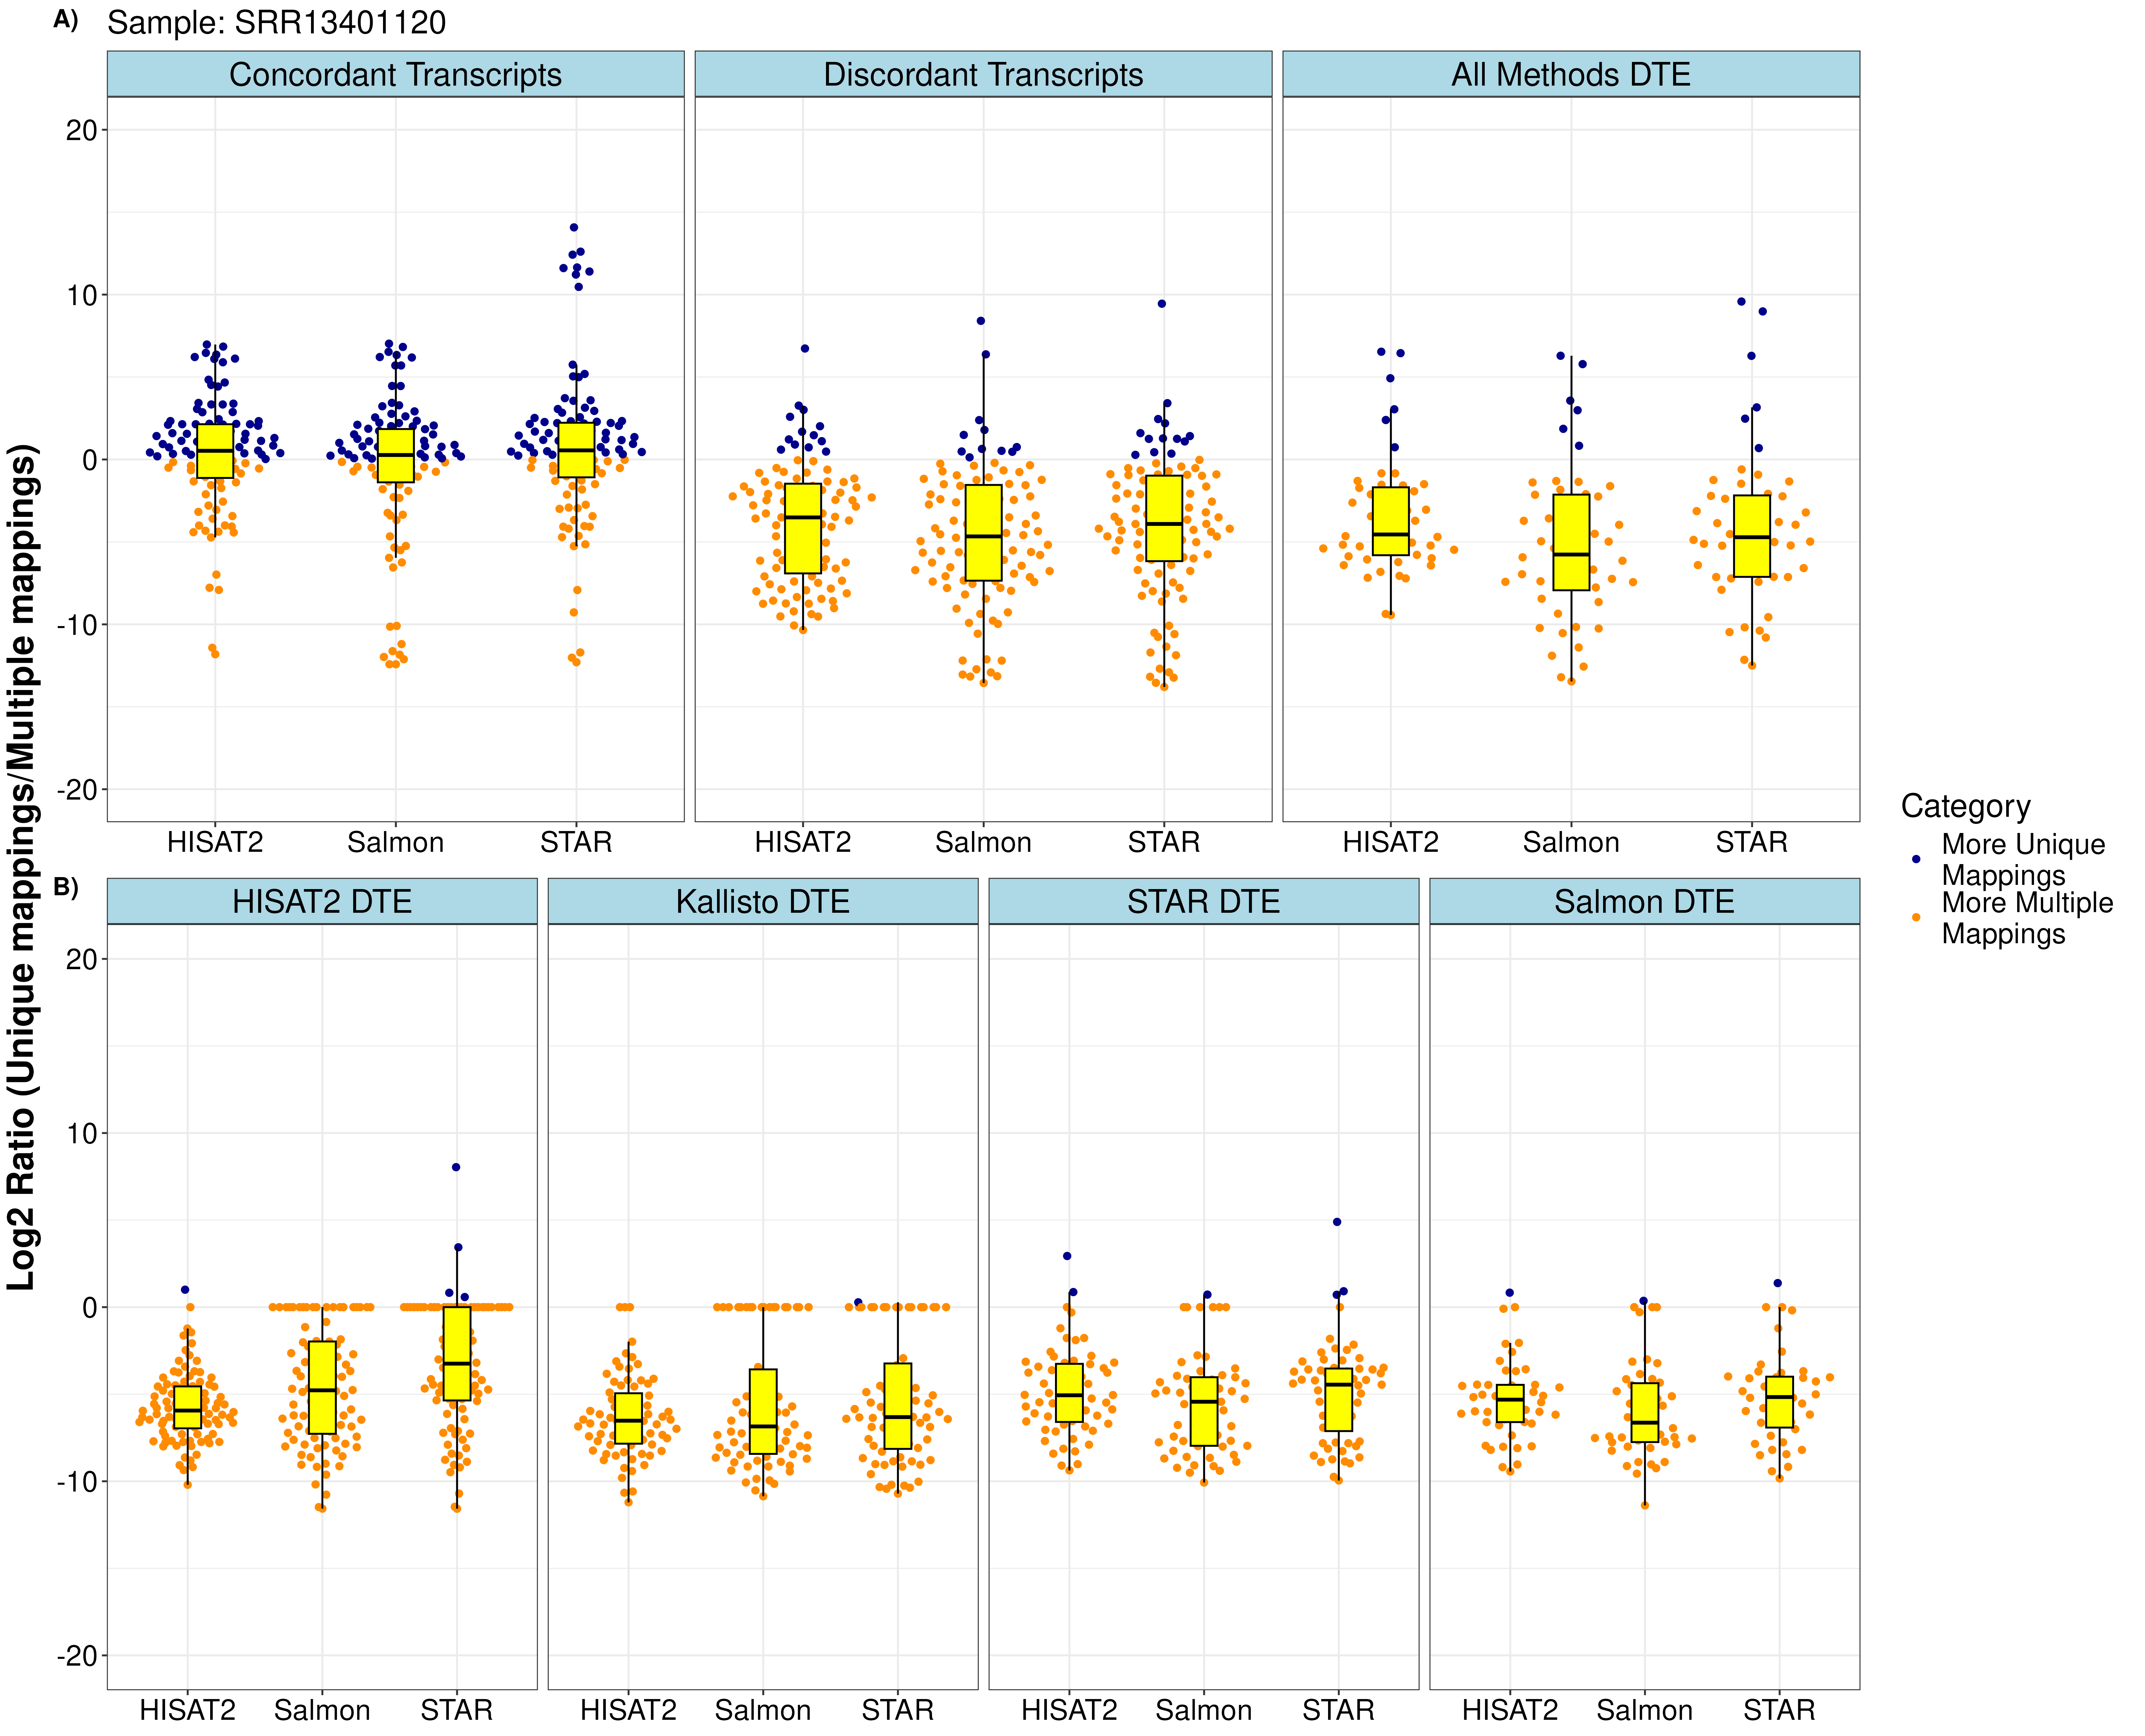 A) Sample: SRR13401120
Concordant Transcripts Discordant Transcripts All Methods DTE
20
10
0
-10
-20
HISAT2 Salmon STAR HISAT2 Salmon STAR HISAT2 Salmon STAR
Log2 Ratio (Unique mappings/Multiple mappings)
Category
More Unique
Mappings
More Multiple
Mappings
B)
HISAT2 DTE Kallisto DTE STAR DTE Salmon DTE
20
10
0
-10
-20
HISAT2 Salmon STAR HISAT2 Salmon STAR HISAT2 Salmon STAR HISAT2 Salmon STAR